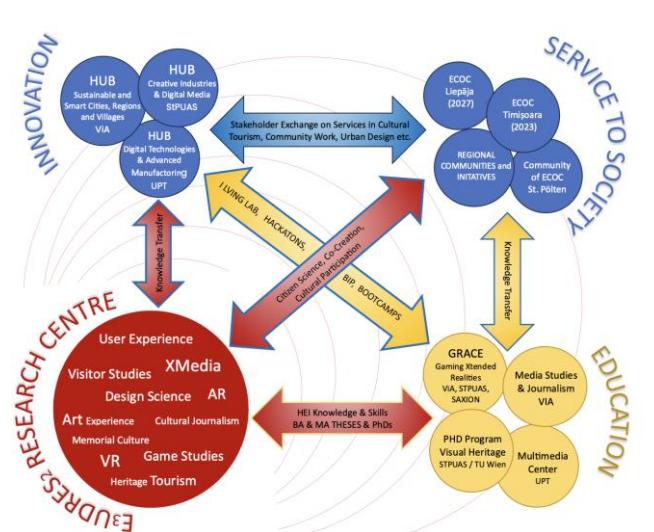 INNOVATION
HUB
Sustainable and
Smart Cities, Regions
and Villages
ViA
HUB
Creative Industries
& Digital Media
StPUAS
HUB
Digital Technologies
& Advanced
Manufactoring
UPT
Stakeholder Exchange on Services in Cultural
Tourism, Community Work, Urban Design etc.
SERVICE TO SOCIETY
ECOC
Liepāja
(2027)
ECOC
Timişoara
(2023)
REGIONAL
COMMUNITIES and
INITATIVES
Community
of ECOC
St. Pölten
I LVING LAB, HACKATONS,
BIP, BOOTCAMPS
Citizen Science, Co-Creation,
Cultural Participation
Knowledge Transfer
Knowledge Transfer
E³UDRES² RESEARCH CENTRE
User Experience
Visitor Studies
XMedia
Design Science
AR
Art Experience
Cultural Journalism
Memorial Culture
VR
Game Studies
Heritage Tourism
HEI Knowledge & Skills
BA & MA THESES & PhDs
EDUCATION
GRACE
Gaming Xtended
Realities
VIA, STPUAS,
SAXION
Media Studies
& Journalism
VIA
PHD Program
Visual Heritage
STPUAS / TU Wien
Multimedia
Center
UPT